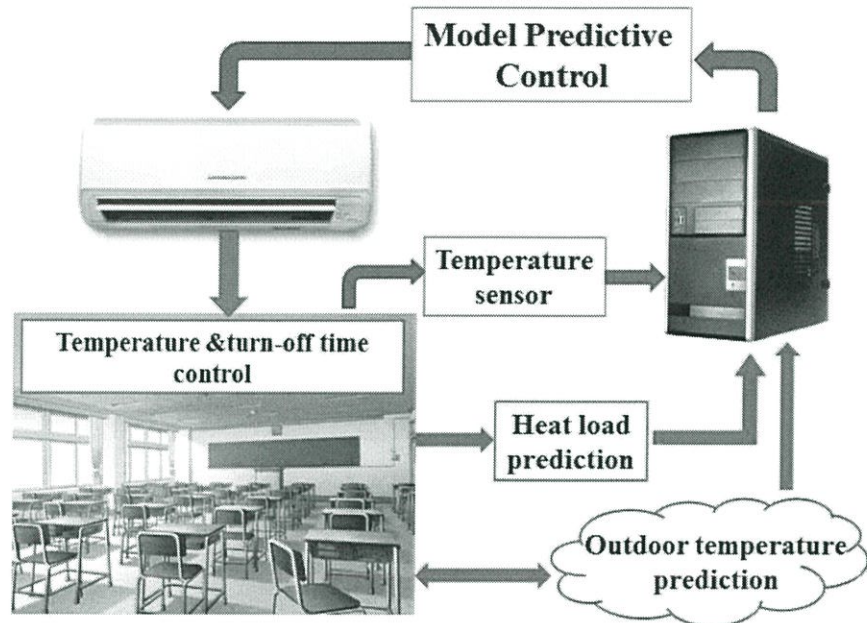 Model Predictive
Control
Temperature
sensor
Temperature &turn-off time
control
Heat load
prediction
Outdoor temperature
prediction